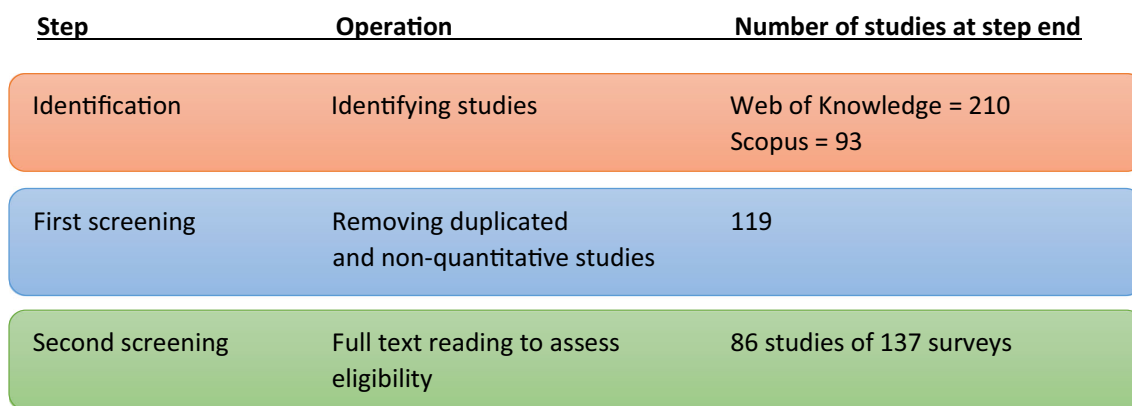 Step Operation Number of studies at step end
Identification Identifying studies Web of Knowledge = 210
Scopus = 93
First screening Removing duplicated 119
and non-quantitative studies
Second screening Full text reading to assess 86 studies of 137 surveys
eligibility